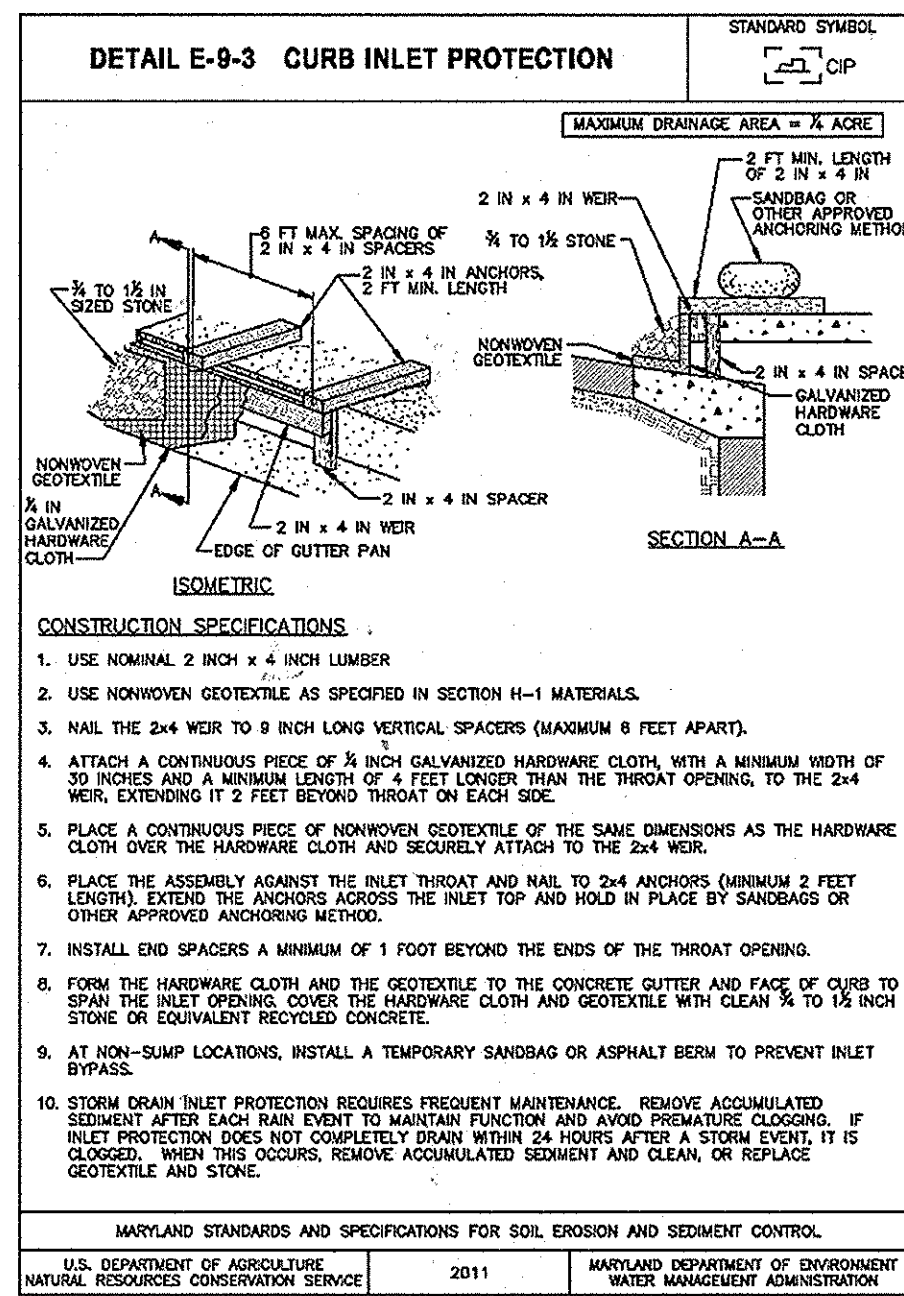 DETAIL E-9-3 CURB INLET PROTECTION
STANDARD SYMBOL
CIP
MAXIMUM DRAINAGE AREA = ¼ ACRE
2 FT MIN. LENGTH
OF 2 IN x 4 IN
2 IN x 4 IN WEIR
SANDBAG OR
OTHER APPROVED
ANCHORING METHOD
¾ TO 1½ STONE
6 FT MAX. SPACING OF
2 IN x 4 IN SPACERS
A
2 IN x 4 IN ANCHORS,
2 FT MIN. LENGTH
¾ TO 1½ IN
SIZED STONE
NONWOVEN
GEOTEXTILE
2 IN x 4 IN SPACE
GALVANIZED
HARDWARE
CLOTH
NONWOVEN
GEOTEXTILE
A
2 IN x 4 IN SPACER
¼ IN
GALVANIZED
HARDWARE
CLOTH
2 IN x 4 IN WEIR
EDGE OF GUTTER PAN
SECTION A-A
ISOMETRIC
CONSTRUCTION SPECIFICATIONS
1. USE NOMINAL 2 INCH x 4 INCH LUMBER
2. USE NONWOVEN GEOTEXTILE AS SPECIFIED IN SECTION H-1 MATERIALS.
3. NAIL THE 2x4 WEIR TO 9 INCH LONG VERTICAL SPACERS (MAXIMUM 6 FEET APART).
4. ATTACH A CONTINUOUS PIECE OF ¼ INCH GALVANIZED HARDWARE CLOTH, WITH A MINIMUM WIDTH OF
30 INCHES AND A MINIMUM LENGTH OF 4 FEET LONGER THAN THE THROAT OPENING, TO THE 2x4
WEIR, EXTENDING IT 2 FEET BEYOND THROAT ON EACH SIDE.
5. PLACE A CONTINUOUS PIECE OF NONWOVEN GEOTEXTILE OF THE SAME DIMENSIONS AS THE HARDWARE
CLOTH OVER THE HARDWARE CLOTH AND SECURELY ATTACH TO THE 2x4 WEIR.
6. PLACE THE ASSEMBLY AGAINST THE INLET THROAT AND NAIL TO 2x4 ANCHORS (MINIMUM 2 FEET
LENGTH). EXTEND THE ANCHORS ACROSS THE INLET TOP AND HOLD IN PLACE BY SANDBAGS OR
OTHER APPROVED ANCHORING METHOD.
7. INSTALL END SPACERS A MINIMUM OF 1 FOOT BEYOND THE ENDS OF THE THROAT OPENING.
8. FORM THE HARDWARE CLOTH AND THE GEOTEXTILE TO THE CONCRETE GUTTER AND FACE OF CURB TO
SPAN THE INLET OPENING. COVER THE HARDWARE CLOTH AND GEOTEXTILE WITH CLEAN ¾ TO 1½ INCH
STONE OR EQUIVALENT RECYCLED CONCRETE.
9. AT NON-SUMP LOCATIONS, INSTALL A TEMPORARY SANDBAG OR ASPHALT BERM TO PREVENT INLET
BYPASS.
10. STORM DRAIN INLET PROTECTION REQUIRES FREQUENT MAINTENANCE. REMOVE ACCUMULATED
SEDIMENT AFTER EACH RAIN EVENT TO MAINTAIN FUNCTION AND AVOID PREMATURE CLOGGING. IF
INLET PROTECTION DOES NOT COMPLETELY DRAIN WITHIN 24 HOURS AFTER A STORM EVENT, IT IS
CLOGGED. WHEN THIS OCCURS, REMOVE ACCUMULATED SEDIMENT AND CLEAN, OR REPLACE
GEOTEXTILE AND STONE.
MARYLAND STANDARDS AND SPECIFICATIONS FOR SOIL EROSION AND SEDIMENT CONTROL
U.S. DEPARTMENT OF AGRICULTURE
NATURAL RESOURCES CONSERVATION SERVICE
2011
MARYLAND DEPARTMENT OF ENVIRONMENT
WATER MANAGEMENT ADMINISTRATION